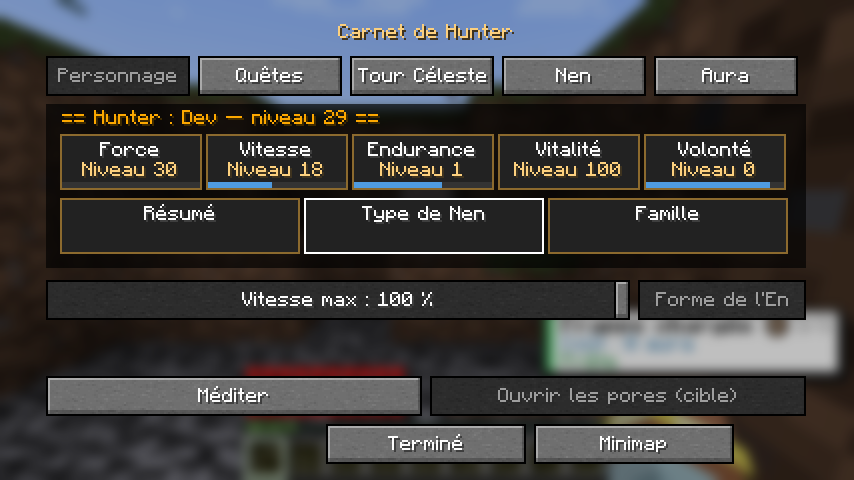 Carnet de Hunter
Personnage
Quêtes
Tour Céleste
Nen
Aura
== Hunter : Dev — niveau 29 ==
Force
Niveau 30
Vitesse
Niveau 18
Endurance
Niveau 1
Vitalité
Niveau 100
Volonté
Niveau 0
Résumé
Type de Nen
Famille
Vitesse max : 100 %
Forme de l'En
Méditer
Ouvrir les pores (cible)
Terminé
Minimap